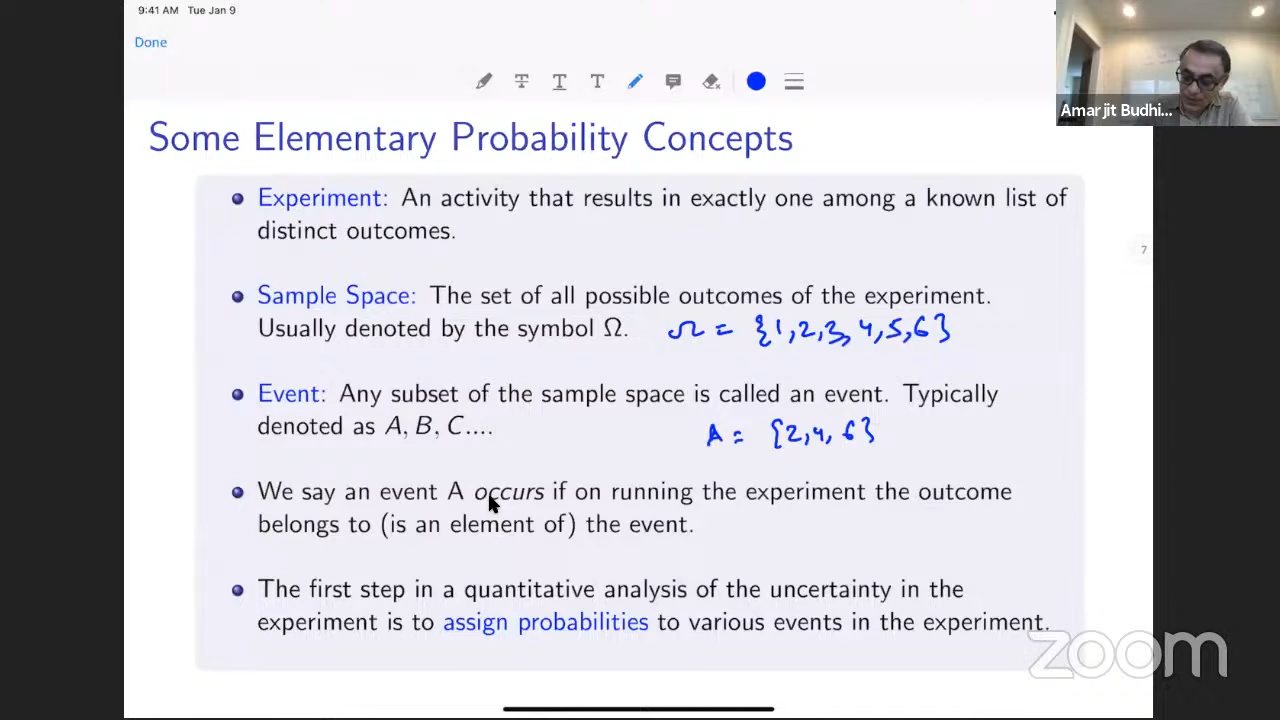 9:41 AM Tue Jan 9
Done
Amarjit Budhi...
Some Elementary Probability Concepts
Experiment: An activity that results in exactly one among a known list of
distinct outcomes.
7
Sample Space: The set of all possible outcomes of the experiment.
Usually denoted by the symbol Ω. Ω = {1,2,3,4,5,6}
Event: Any subset of the sample space is called an event. Typically
denoted as A, B, C.... A = {2,4,6}
We say an event A occurs if on running the experiment the outcome
belongs to (is an element of) the event.
The first step in a quantitative analysis of the uncertainty in the
experiment is to assign probabilities to various events in the experiment.
zoom